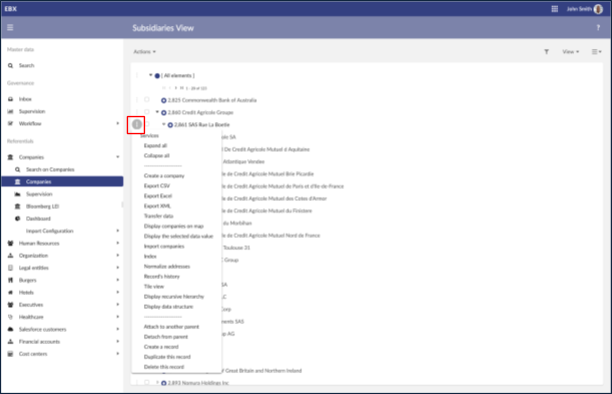 EBX
John Smith
Subsidiaries View
?
Master data
Search
Governance
Inbox
Supervision
Workflow
Referentials
Companies
Search on Companies
Companies
Supervision
Bloomberg LEI
Dashboard
Import Configuration
Human Resources
Organization
Legal entities
Burgers
Hotels
Executives
Healthcare
Salesforce customers
Financial accounts
Cost centers
Actions
View
[ All elements ]
2,825 Commonwealth Bank of Australia
2,860 Credit Agricole Groupe
2,861 SAS Rue La Boetie
Services
Expand all
Collapse all
Create a company
Export CSV
Export Excel
Export XML
Transfer data
Display companies on map
Display the selected data value
Import companies
Index
Normalize addresses
Record's history
Tile view
Display recursive hierarchy
Display data structure
Attach to another parent
Detach from parent
Create a record
Duplicate this record
Delete this record
le SA
De Credit Agricole Mutuel d Aquitaine
Atlantique Vendee
le de Credit Agricole Mutuel Brie Picardie
le de Credit Agricole Mutuel de Paris et d'Ile-de-France
le de Credit Agricole Mutuel des Cotes d'Armor
le de Credit Agricole Mutuel du Finistere
du Morbihan
le de Credit Agricole Mutuel Nord de France
Toulouse 31
Group
SA
LC
Corp
ments SAS
p AG
of Great Britain and Northern Ireland
2,893 Nomura Holdings Inc